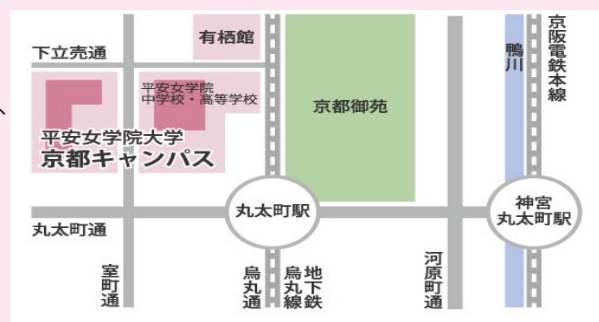 有栖館
下立売通
平安女学院
中学校・高等学校
平安女学院大学
京都キャンパス
京都御苑
鴨川
京阪電鉄本線
丸太町駅
神宮
丸太町駅
丸太町通
室町通
烏丸通
地下鉄
烏丸線
河原町通
、